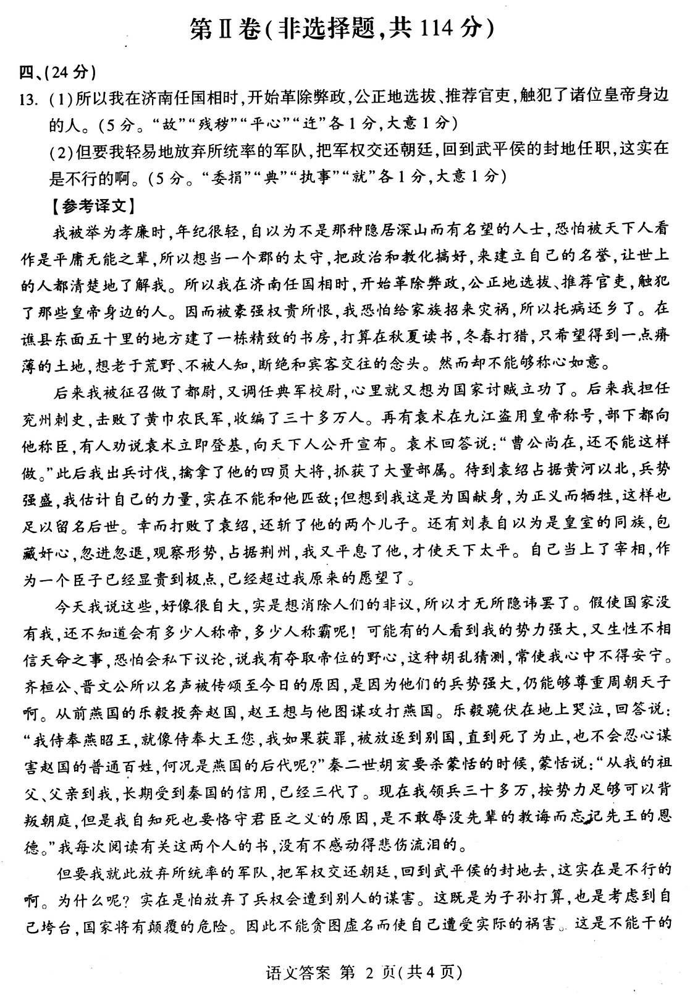 第Ⅱ卷(非选择题,共114分)
四、(24分)
13. (1)所以我在济南任国相时,开始革除弊政,公正地选拔、推荐官吏,触犯了诸位皇帝身边
的人。(5分。“故”“残秽”“平心”“迕”各1分,大意1分)
(2)但要我轻易地放弃所统率的军队,把军权交还朝廷,回到武平侯的封地任职,这实在
是不行的啊。(5分。“委捐”“典”“执事”“就”各1分,大意1分)
【参考译文】
我被举为孝廉时,年纪很轻,自以为不是那种隐居深山而有名望的人士,恐怕被天下人看
作是平庸无能之辈,所以想当一个郡的太守,把政治和教化搞好,来建立自己的名誉,让世上
的人都清楚地了解我。所以我在济南任国相时,开始革除弊政,公正地选拔、推荐官吏,触犯
了那些皇帝身边的人。因而被豪强权贵所恨,我恐怕给家族招来灾祸,所以托病还乡了。在
谯县东面五十里的地方建了一栋精致的书房,打算在秋夏读书,冬春打猎,只希望得到一点瘠
薄的土地,想老于荒野、不被人知,断绝和宾客交往的念头。然而却不能够称心如意。
后来我被征召做了都尉,又调任典军校尉,心里就又想为国家讨贼立功了。后来我担任
兖州刺史,击败了黄巾农民军,收编了三十多万人。再有袁术在九江盗用皇帝称号,部下都向
他称臣,有人劝说袁术立即登基,向天下人公开宣布。袁术回答说:“曹公尚在,还不能这样
做。”此后我出兵讨伐,擒拿了他的四员大将,抓获了大量部属。待到袁绍占据黄河以北,兵势
强盛,我估计自己的力量,实在不能和他匹敌;但想到我这是为国献身,为正义而牺牲,这样也
足以留名后世。幸而打败了袁绍,还斩了他的两个儿子。还有刘表自以为是皇室的同族,包
藏奸心,忽进忽退,观察形势,占据荆州,我又平息了他,才使天下太平。自己当上了宰相,作
为一个臣子已经显贵到极点,已经超过我原来的愿望了。
今天我说这些,好像很自大,实是想消除人们的非议,所以才无所隐讳罢了。假使国家没
有我,还不知道会有多少人称帝,多少人称霸呢！可能有的人看到我的势力强大,又生性不相
信天命之事,恐怕会私下议论,说我有夺取帝位的野心,这种胡乱猜测,常使我心中不得安宁。
齐桓公、晋文公所以名声被传颂至今日的原因,是因为他们的兵势强大,仍能够尊重周朝天子
啊。从前燕国的乐毅投奔赵国,赵王想与他图谋攻打燕国。乐毅跪伏在地上哭泣,回答说:
“我侍奉燕昭王,就像侍奉大王您,我如果获罪,被放逐到别国,直到死了为止,也不会忍心谋
害赵国的普通百姓,何况是燕国的后代呢?”秦二世胡亥要杀蒙恬的时候,蒙恬说:“从我的祖
父、父亲到我,长期受到秦国的信用,已经三代了。现在我领兵三十多万,按势力足够可以背
叛朝庭,但是我自知死也要恪守君臣之义的原因,是不敢辱没先辈的教诲而忘记先王的恩
德。”我每次阅读有关这两个人的书,没有不感动得悲伤流泪的。
但要我就此放弃所统率的军队,把军权交还朝廷,回到武平侯的封地去,这实在是不行的
啊。为什么呢? 实在是怕放弃了兵权会遭到别人的谋害。这既是为子孙打算,也是考虑到自
己垮台,国家将有颠覆的危险。因此不能贪图虚名而使自己遭受实际的祸害。这是不能干的
语文答案 第 2 页(共4页)